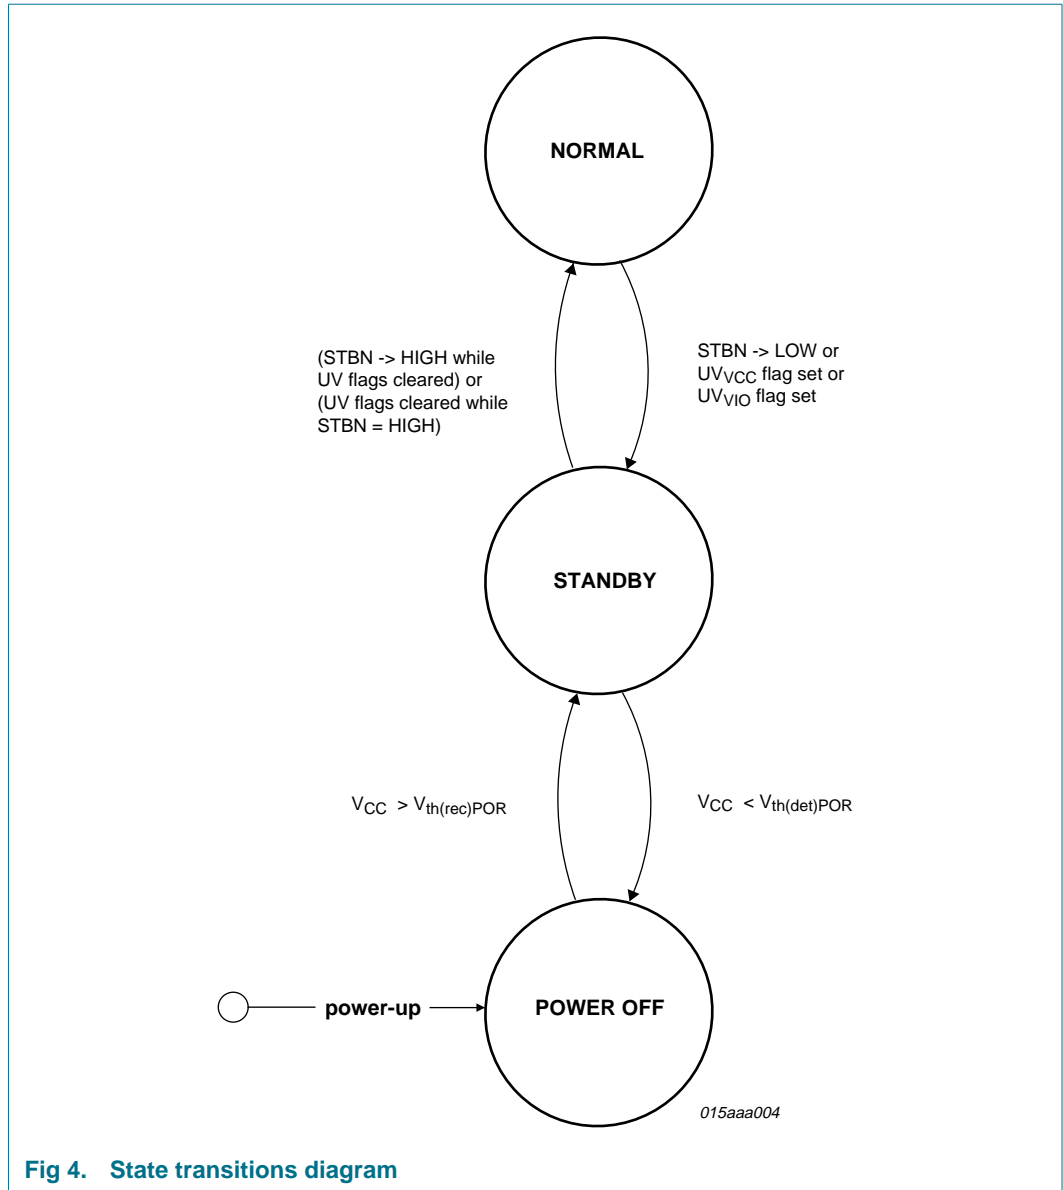 NORMAL
(STBN -> HIGH while
UV flags cleared) or
(UV flags cleared while
STBN = HIGH)
STBN -> LOW or
UVVCC flag set or
UVVIO flag set
STANDBY
VCC > Vth(rec)POR
VCC < Vth(det)POR
power-up
POWER OFF
015aaa004
Fig 4. State transitions diagram